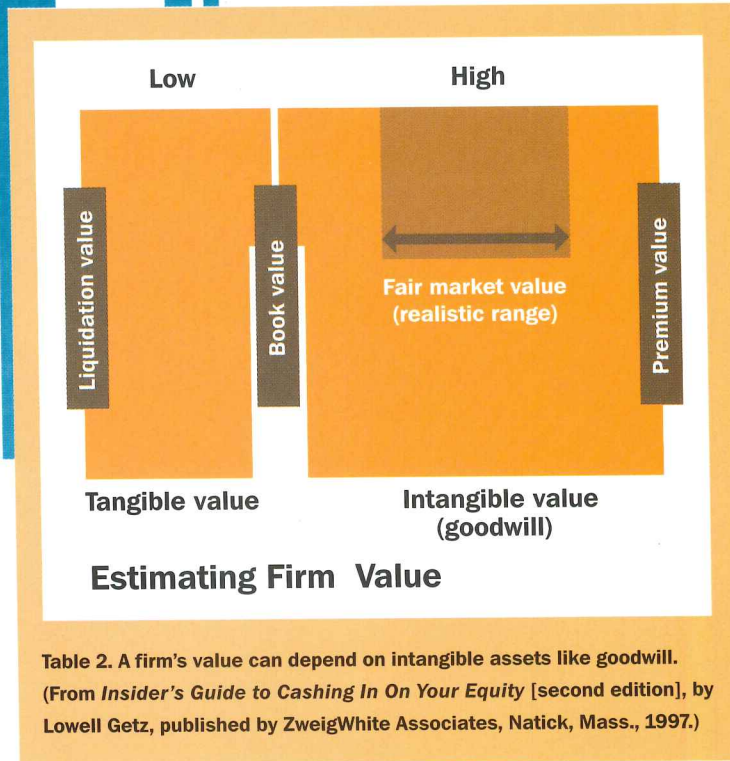 Low
High
Liquidation value
Book value
Fair market value
(realistic range)
Premium value
Tangible value
Intangible value
(goodwill)
Estimating Firm Value
Table 2. A firm's value can depend on intangible assets like goodwill.
(From Insider's Guide to Cashing In On Your Equity [second edition], by
Lowell Getz, published by ZweigWhite Associates, Natick, Mass., 1997.)